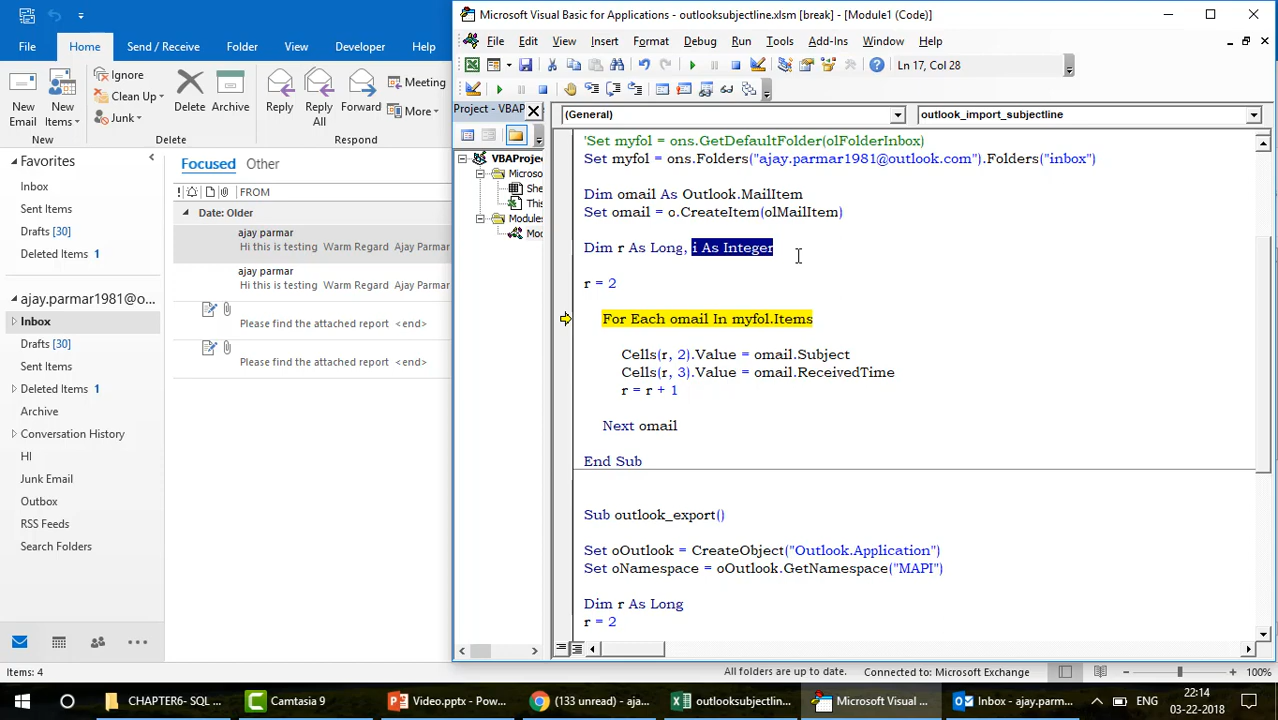 Microsoft Visual Basic for Applications - outlooksubjectline.xlsm [break] - [Module1 (Code)]
File Home Send / Receive Folder View Developer Help
File Edit View Insert Format Debug Run Tools Add-Ins Window Help
Ln 17, Col 28
New Email
New Items
Ignore
Clean Up
Junk
Delete
Archive
Reply
Reply All
Forward
Meeting
More
New
Delete
Project - VBAP
(General)
outlook_import_subjectline
Favorites
Inbox
Sent Items
Drafts [30]
Deleted Items 1
ajay.parmar1981@o...
Inbox
Drafts [30]
Sent Items
Deleted Items 1
Archive
Conversation History
HI
Junk Email
Outbox
RSS Feeds
Search Folders
Focused Other
! FROM
Date: Older
ajay parmar
Hi this is testing Warm Regard Ajay Parmar
ajay parmar
Hi this is testing Warm Regard Ajay Parmar
Please find the attached report <end>
Please find the attached report <end>
VBAProjec
Microso
She
This
Modules
Mod
'Set myfol = ons.GetDefaultFolder(olFolderInbox)
Set myfol = ons.Folders("ajay.parmar1981@outlook.com").Folders("inbox")
Dim omail As Outlook.MailItem
Set omail = o.CreateItem(olMailItem)
Dim r As Long, i As Integer
r = 2
For Each omail In myfol.Items
Cells(r, 2).Value = omail.Subject
Cells(r, 3).Value = omail.ReceivedTime
r = r + 1
Next omail
End Sub
Sub outlook_export()
Set oOutlook = CreateObject("Outlook.Application")
Set oNamespace = oOutlook.GetNamespace("MAPI")
Dim r As Long
r = 2
Items: 4
All folders are up to date.
Connected to: Microsoft Exchange
100%
CHAPTER6- SQL ...
Camtasia 9
Video.pptx - Pow...
(133 unread) - aja...
outlooksubjectline...
Microsoft Visual ...
Inbox - ajay.parm...
ENG
22:14
03-22-2018